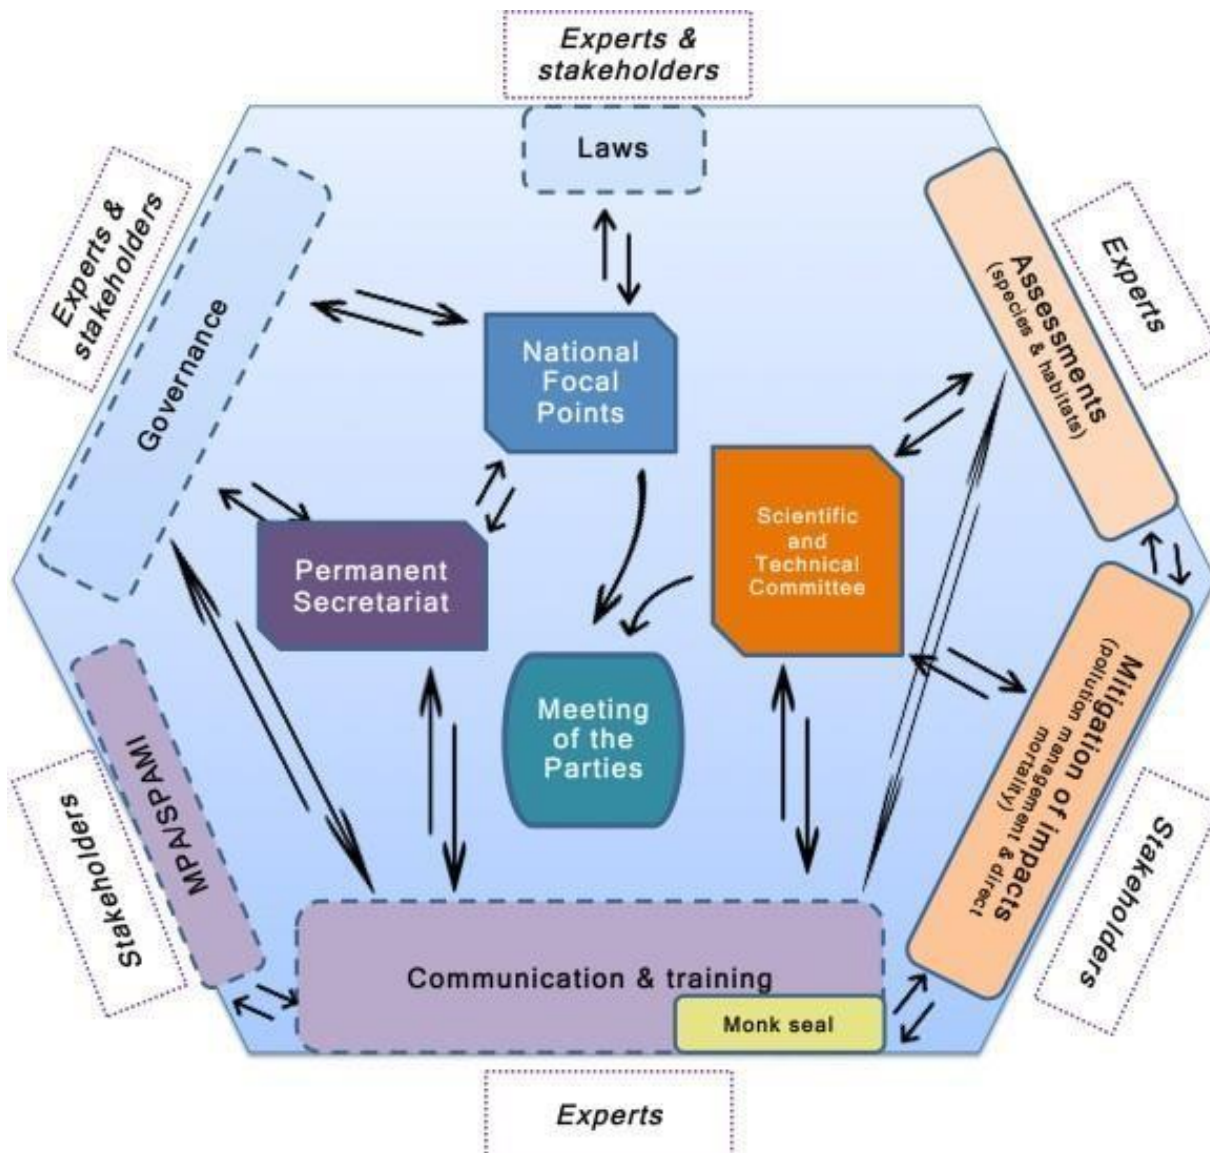 Experts &
stakeholders
Laws
Experts &
stakeholders
Governance
National
Focal
Points
Assessments
(species & habitats)
Experts
Permanent
Secretariat
Scientific
and
Technical
Committee
Meeting
of the
Parties
Mitigation of impacts
(pollution management & direct
mortality)
Stakeholders
MPA/SPAMI
Stakeholders
Communication & training
Monk seal
Experts